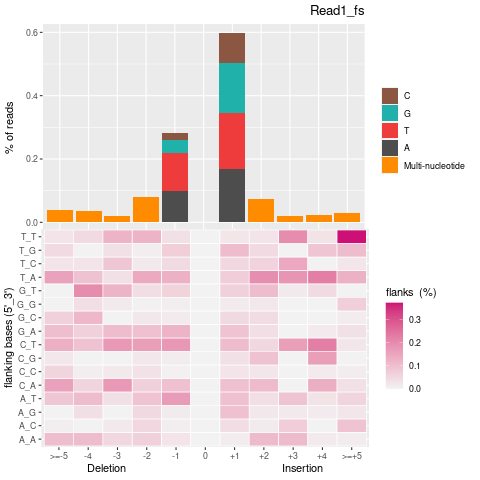 Read1_fs
% of reads
0.6
0.4
0.2
0.0
C
G
T
A
Multi-nucleotide
flanking bases (5'_3')
T_T
T_G
T_C
T_A
G_T
G_G
G_C
G_A
C_T
C_G
C_C
C_A
A_T
A_G
A_C
A_A
flanks (%)
0.3
0.2
0.1
0.0
>=-5 -4 -3 -2 -1 0 +1 +2 +3 +4 >=+5
Deletion Insertion